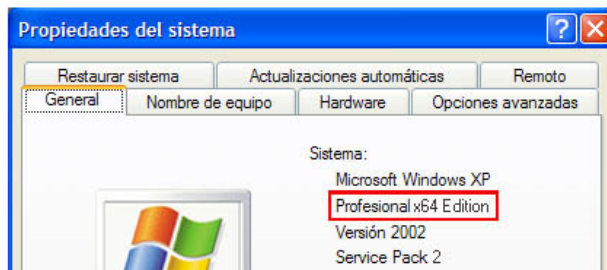 Propiedades del sistema
Restaurar sistema Actualizaciones automáticas Remoto
General Nombre de equipo Hardware Opciones avanzadas
Sistema:
Microsoft Windows XP
Profesional x64 Edition
Versión 2002
Service Pack 2